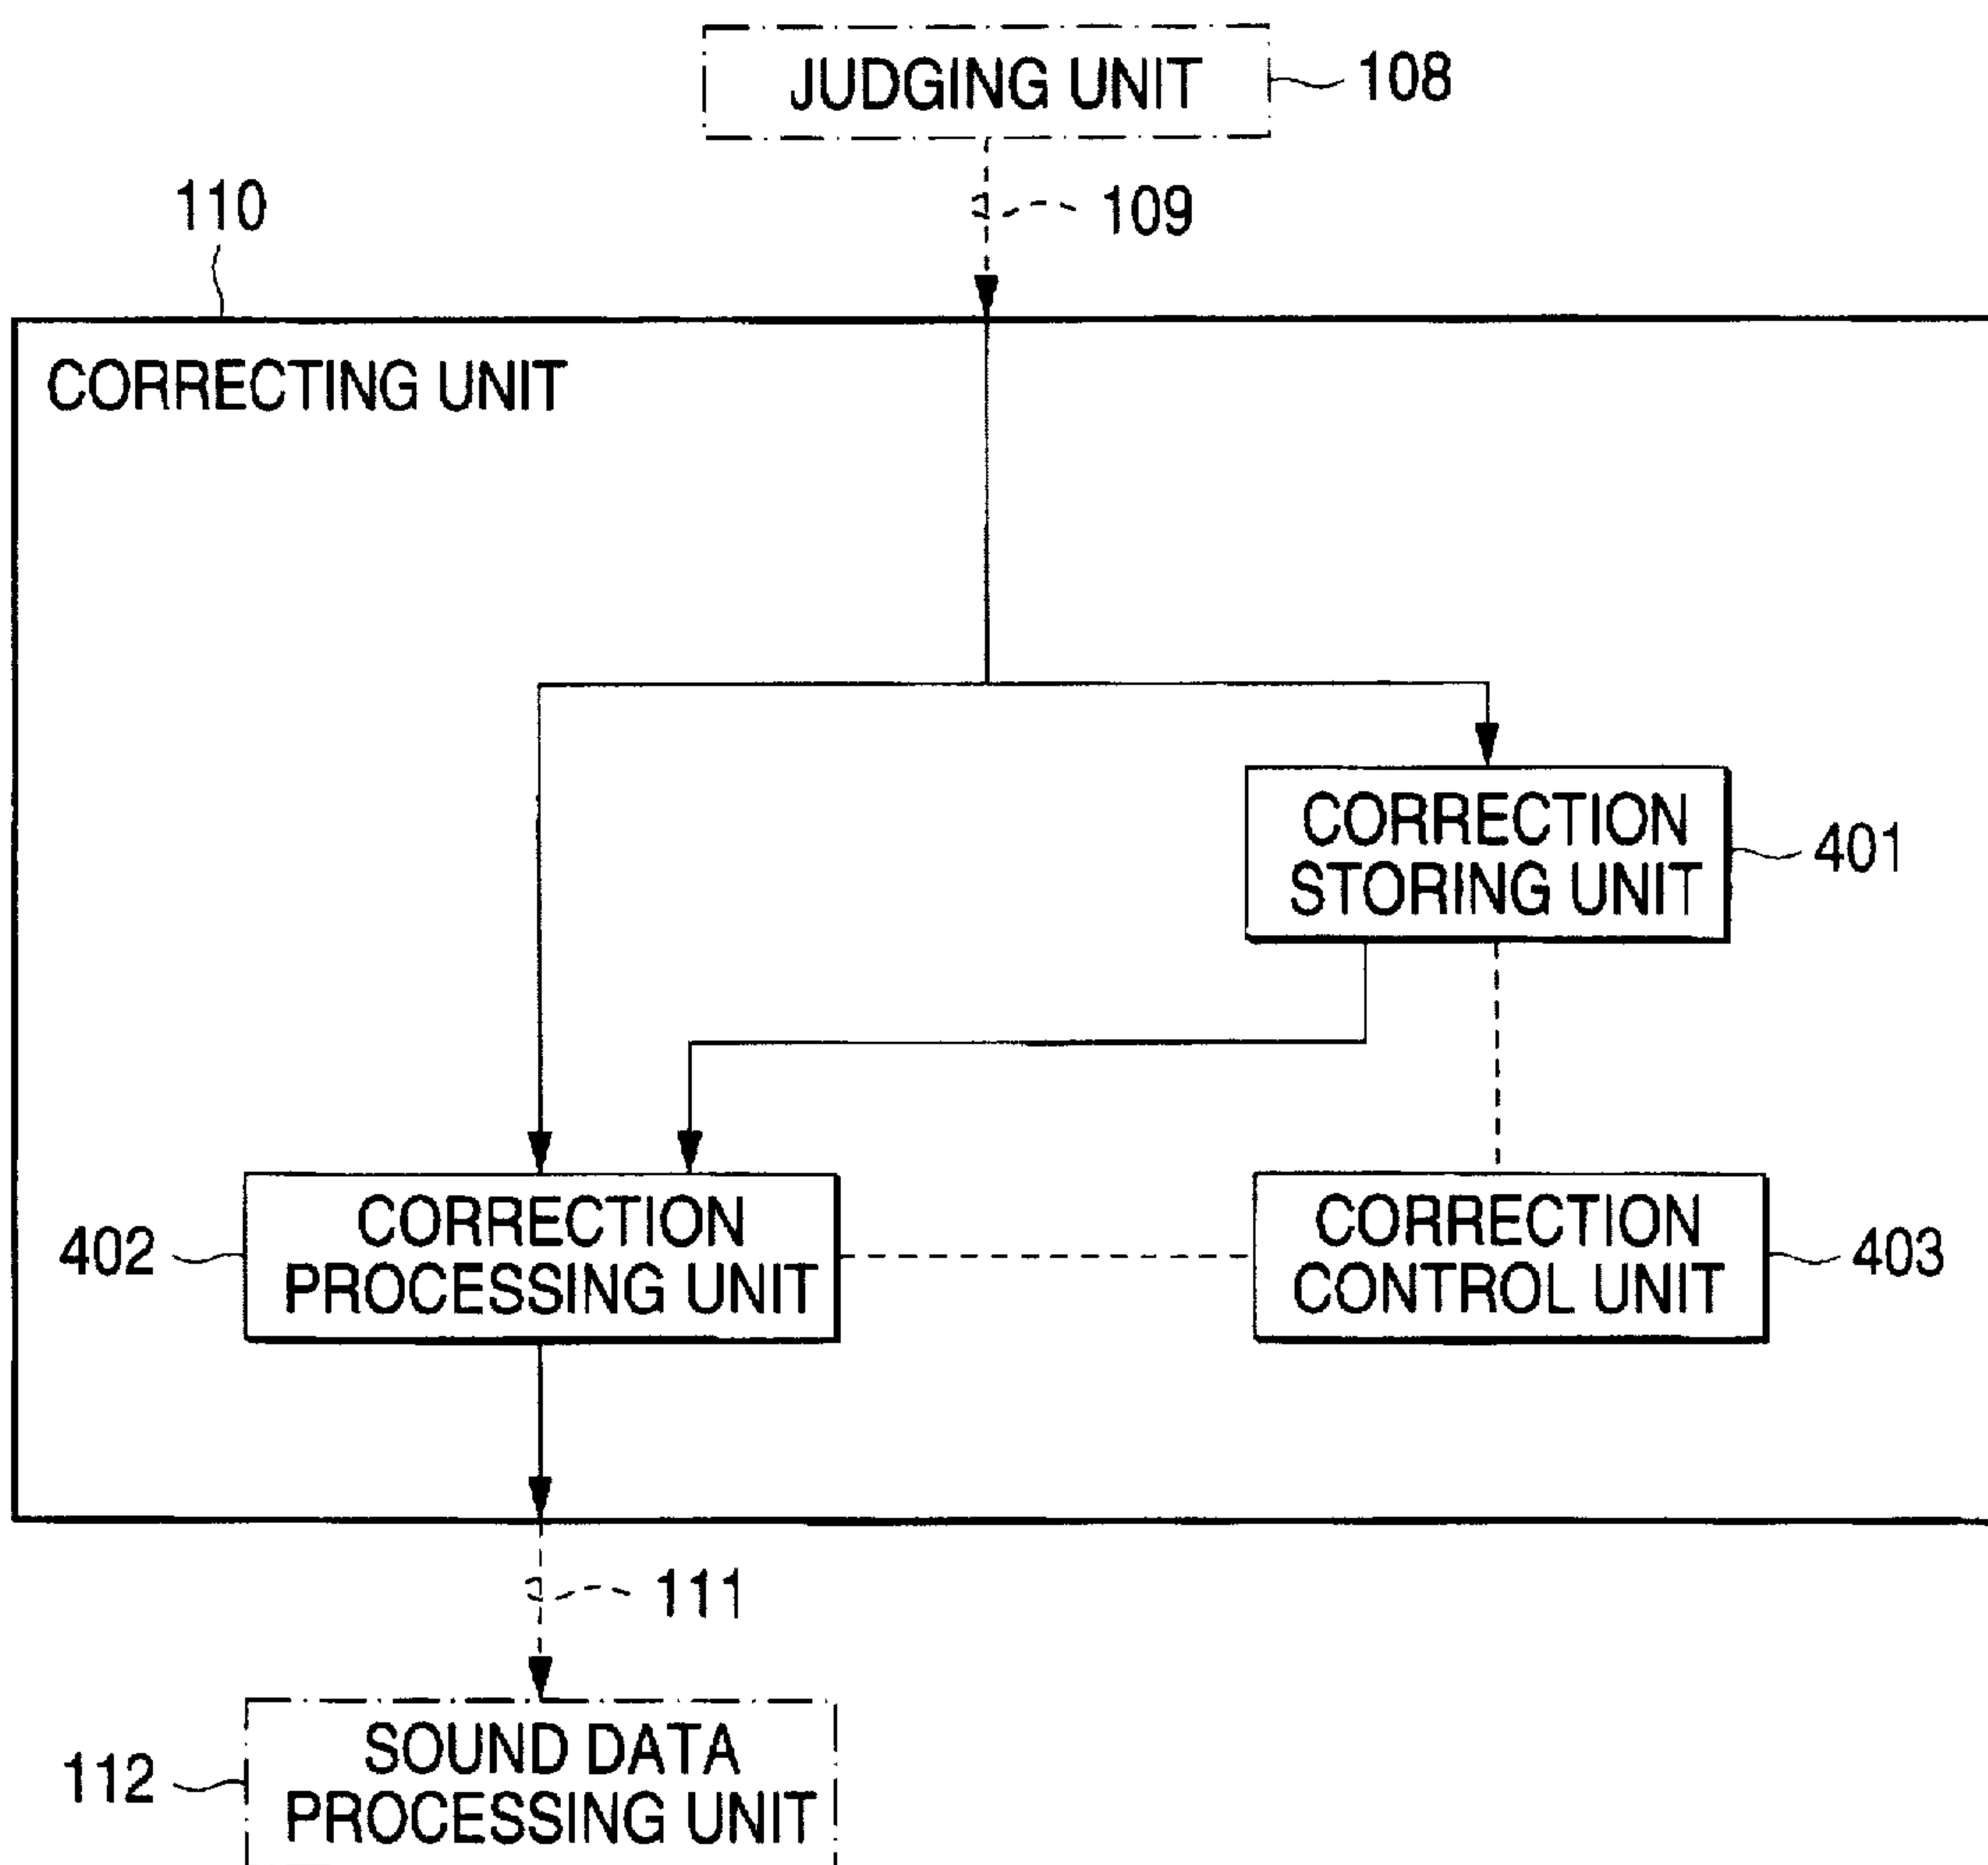 JUDGING UNIT
108
109
110
CORRECTING UNIT
CORRECTION
STORING UNIT
401
402
CORRECTION
PROCESSING UNIT
CORRECTION
CONTROL UNIT
403
111
112
SOUND DATA
PROCESSING UNIT